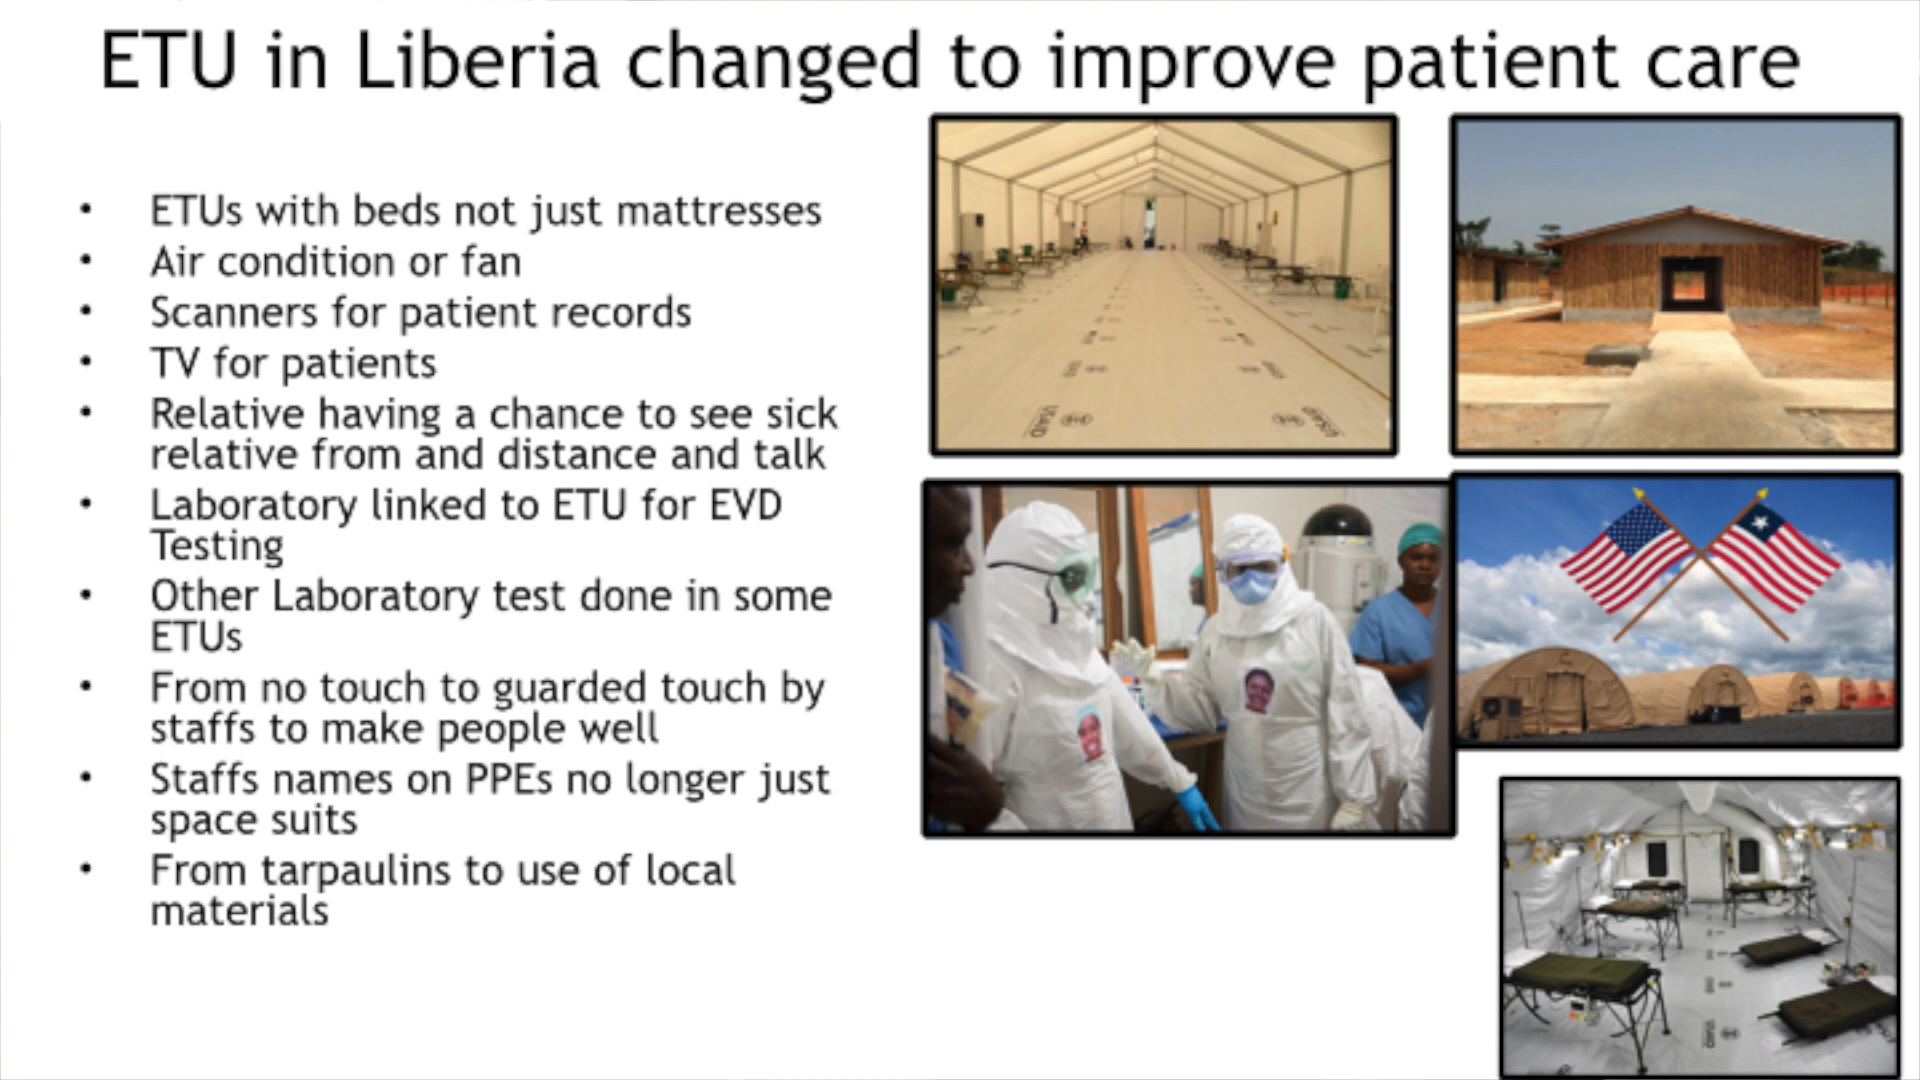 ETU in Liberia changed to improve patient care
• ETUs with beds not just mattresses
• Air condition or fan
• Scanners for patient records
• TV for patients
• Relative having a chance to see sick
relative from and distance and talk
• Laboratory linked to ETU for EVD
Testing
• Other Laboratory test done in some
ETUs
• From no touch to guarded touch by
staffs to make people well
• Staffs names on PPEs no longer just
space suits
• From tarpaulins to use of local
materials
USAID
USAID